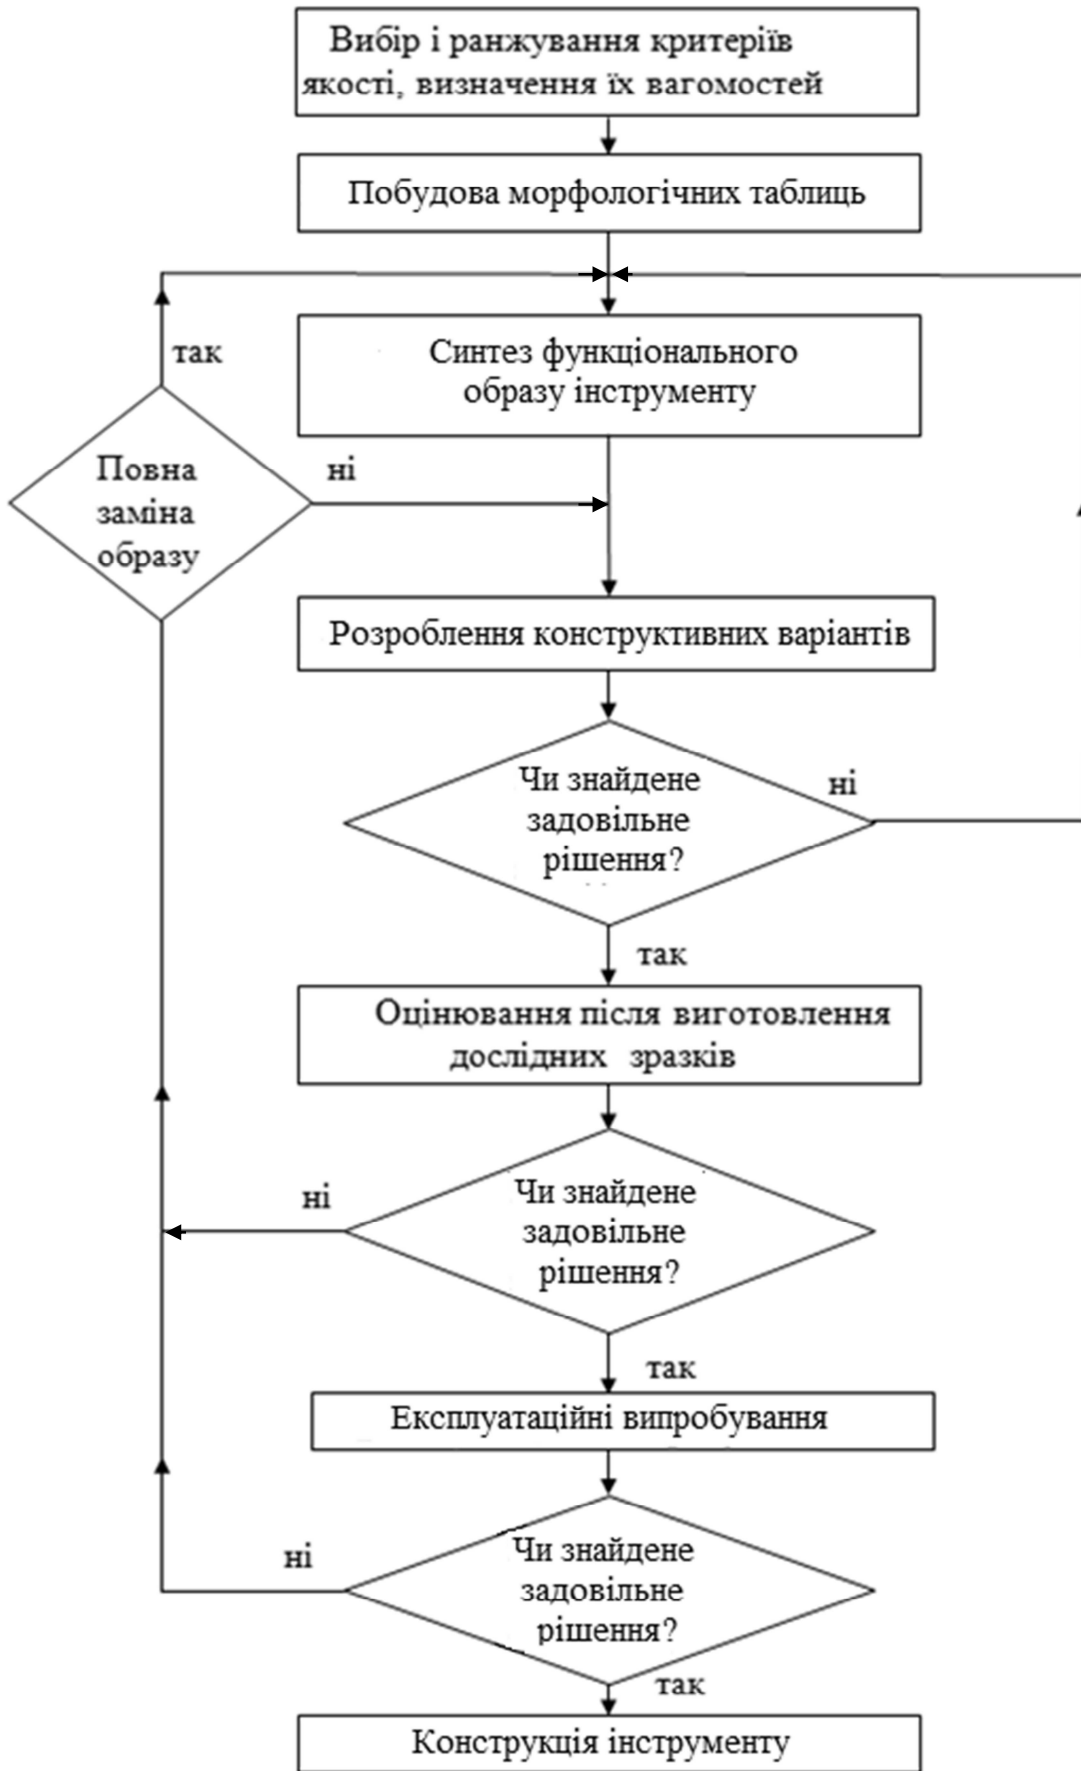 Вибір і ранжування критеріїв
якості, визначення їх вагомостей
Побудова морфологічних таблиць
так
Синтез функціонального
образу інструменту
Повна
заміна
образу
ні
Розроблення конструктивних варіантів
Чи знайдене
задовільне
рішення?
ні
так
Оцінювання після виготовлення
дослідних зразків
ні
Чи знайдене
задовільне
рішення?
так
Експлуатаційні випробування
ні
Чи знайдене
задовільне
рішення?
так
Конструкція інструменту